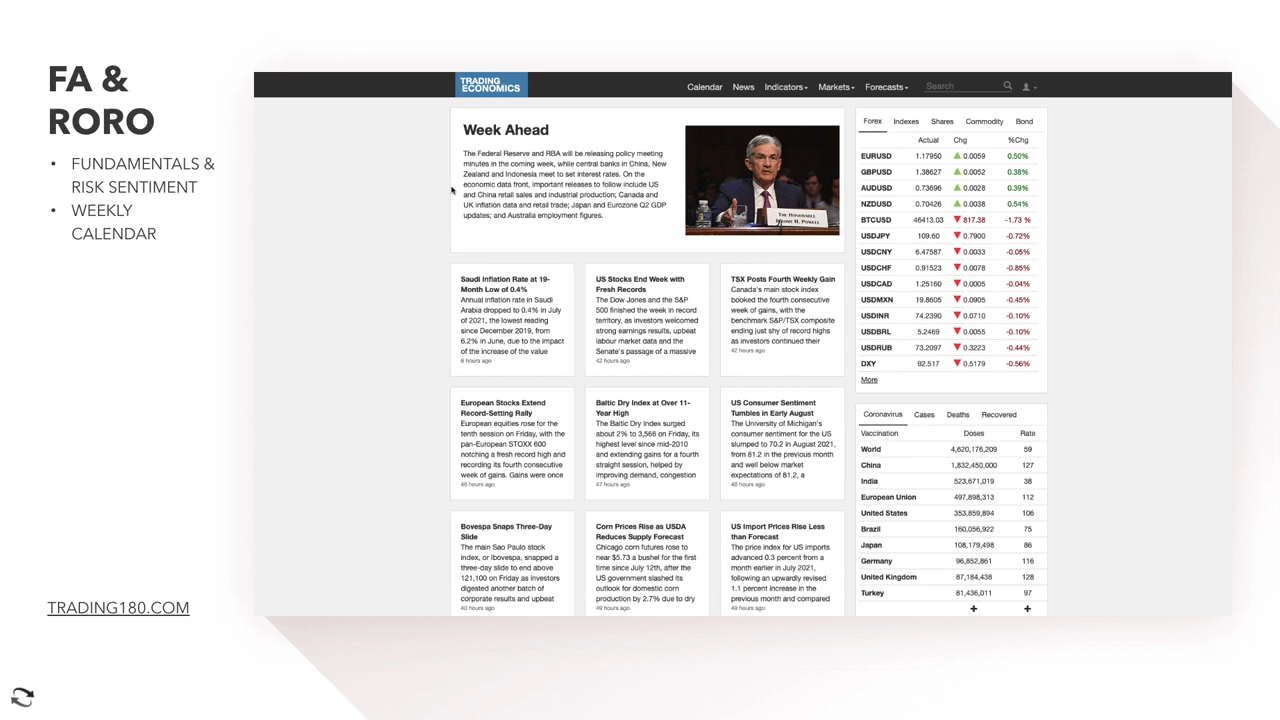 FA &
RORO
• FUNDAMENTALS &
RISK SENTIMENT
• WEEKLY
CALENDAR
TRADING180.COM
TRADING
ECONOMICS
Calendar News Indicators Markets Forecasts Search
Week Ahead
The Federal Reserve and RBA will be releasing policy meeting
minutes in the coming week, while central banks in China, New
Zealand and Indonesia meet to set interest rates. On the
economic data front, important releases to follow include US
and China retail sales and industrial production; Canada and
UK inflation data and retail trade; Japan and Eurozone Q2 GDP
updates; and Australia employment figures.
THE HONORABLE
JEROME H. POWELL
Saudi Inflation Rate at 19-
Month Low of 0.4%
Annual inflation rate in Saudi
Arabia dropped to 0.4% in July
of 2021, the lowest reading
since December 2019, from
6.2% in June, due to the impact
of the increase of the value
6 hours ago
US Stocks End Week with
Fresh Records
The Dow Jones and the S&P
500 finished the week in record
territory, as investors welcomed
strong earnings results, upbeat
labour market data and the
Senate's passage of a massive
42 hours ago
TSX Posts Fourth Weekly Gain
Canada's main stock index
booked the fourth consecutive
week of gains, with the
benchmark S&P/TSX composite
ending just shy of record highs
as investors continued their
42 hours ago
European Stocks Extend
Record-Setting Rally
European equities rose for the
tenth session on Friday, with the
pan-European STOXX 600
notching a fresh record high and
recording its fourth consecutive
week of gains. Gains were once
46 hours ago
Baltic Dry Index at Over 11-
Year High
The Baltic Dry Index surged
about 2% to 3,566 on Friday, its
highest level since mid-2010
and extending gains for a fourth
straight session, helped by
improving demand, congestion
47 hours ago
US Consumer Sentiment
Tumbles in Early August
The University of Michigan's
consumer sentiment for the US
slumped to 70.2 in August 2021,
from 81.2 in the previous month
and well below market
expectations of 81.2, a
48 hours ago
Bovespa Snaps Three-Day
Slide
The main Sao Paulo stock
index, or Ibovespa, snapped a
three-day slide to end above
121,100 on Friday as investors
digested another batch of
corporate results and upbeat
40 hours ago
Corn Prices Rise as USDA
Reduces Supply Forecast
Chicago corn futures rose to
near $5.73 a bushel for the first
time since July 12th, after the
US government slashed its
outlook for domestic corn
production by 2.7% due to dry
49 hours ago
US Import Prices Rise Less
than Forecast
The price index for US imports
advanced 0.3 percent from a
month earlier in July 2021,
following an upwardly revised
1.1 percent increase in the
previous month and compared
49 hours ago
Forex Indexes Shares Commodity Bond
Actual Chg %Chg
EURUSD 1.17950 ▲ 0.0059 0.50%
GBPUSD 1.38627 ▲ 0.0052 0.38%
AUDUSD 0.73696 ▲ 0.0028 0.39%
NZDUSD 0.70426 ▲ 0.0038 0.54%
BTCUSD 46413.03 ▼ 817.38 -1.73 %
USDJPY 109.60 ▼ 0.7900 -0.72%
USDCNY 6.47587 ▼ 0.0033 -0.05%
USDCHF 0.91523 ▼ 0.0078 -0.85%
USDCAD 1.25160 ▼ 0.0005 -0.04%
USDMXN 19.8605 ▼ 0.0905 -0.45%
USDINR 74.2390 ▼ 0.0710 -0.10%
USDBRL 5.2469 ▼ 0.0055 -0.10%
USDRUB 73.2097 ▼ 0.3223 -0.44%
DXY 92.517 ▼ 0.5179 -0.56%
More
Coronavirus Cases Deaths Recovered
Vaccination Doses Rate
World 4,620,176,209 59
China 1,832,450,000 127
India 523,671,019 38
European Union 497,898,313 112
United States 353,859,894 106
Brazil 160,056,922 75
Japan 108,179,498 86
Germany 96,852,861 116
United Kingdom 87,184,438 128
Turkey 81,436,011 97
+ +